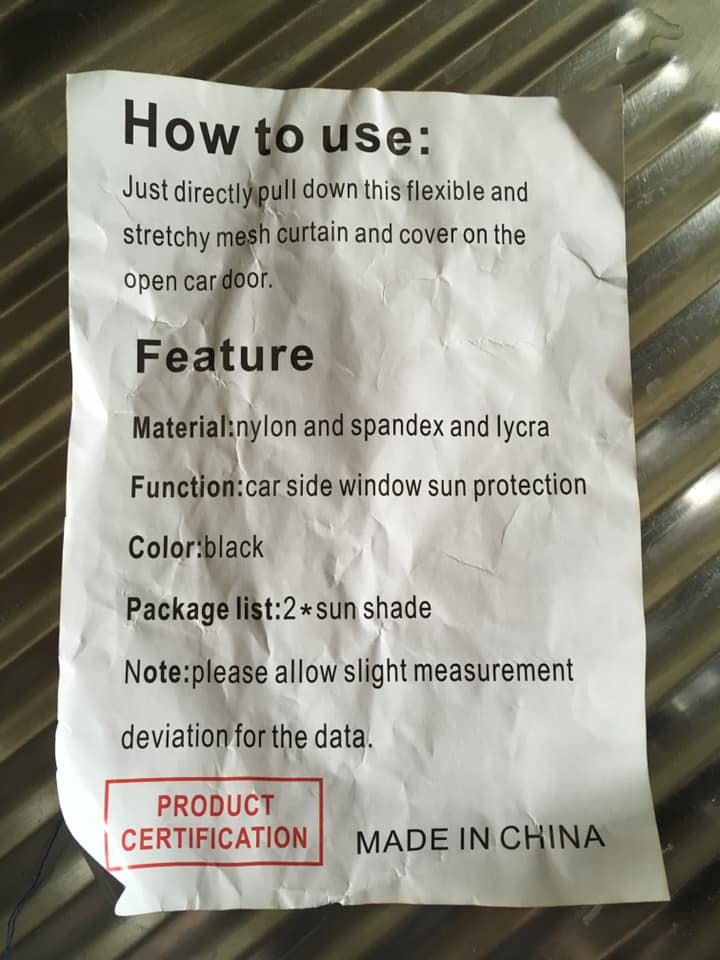 How to use:
Just directly pull down this flexible and
stretchy mesh curtain and cover on the
open car door.
Feature
Material:nylon and spandex and lycra
Function:car side window sun protection
Color:black
Package list:2*sun shade
Note:please allow slight measurement
deviation for the data.
PRODUCT
CERTIFICATION
MADE IN CHINA